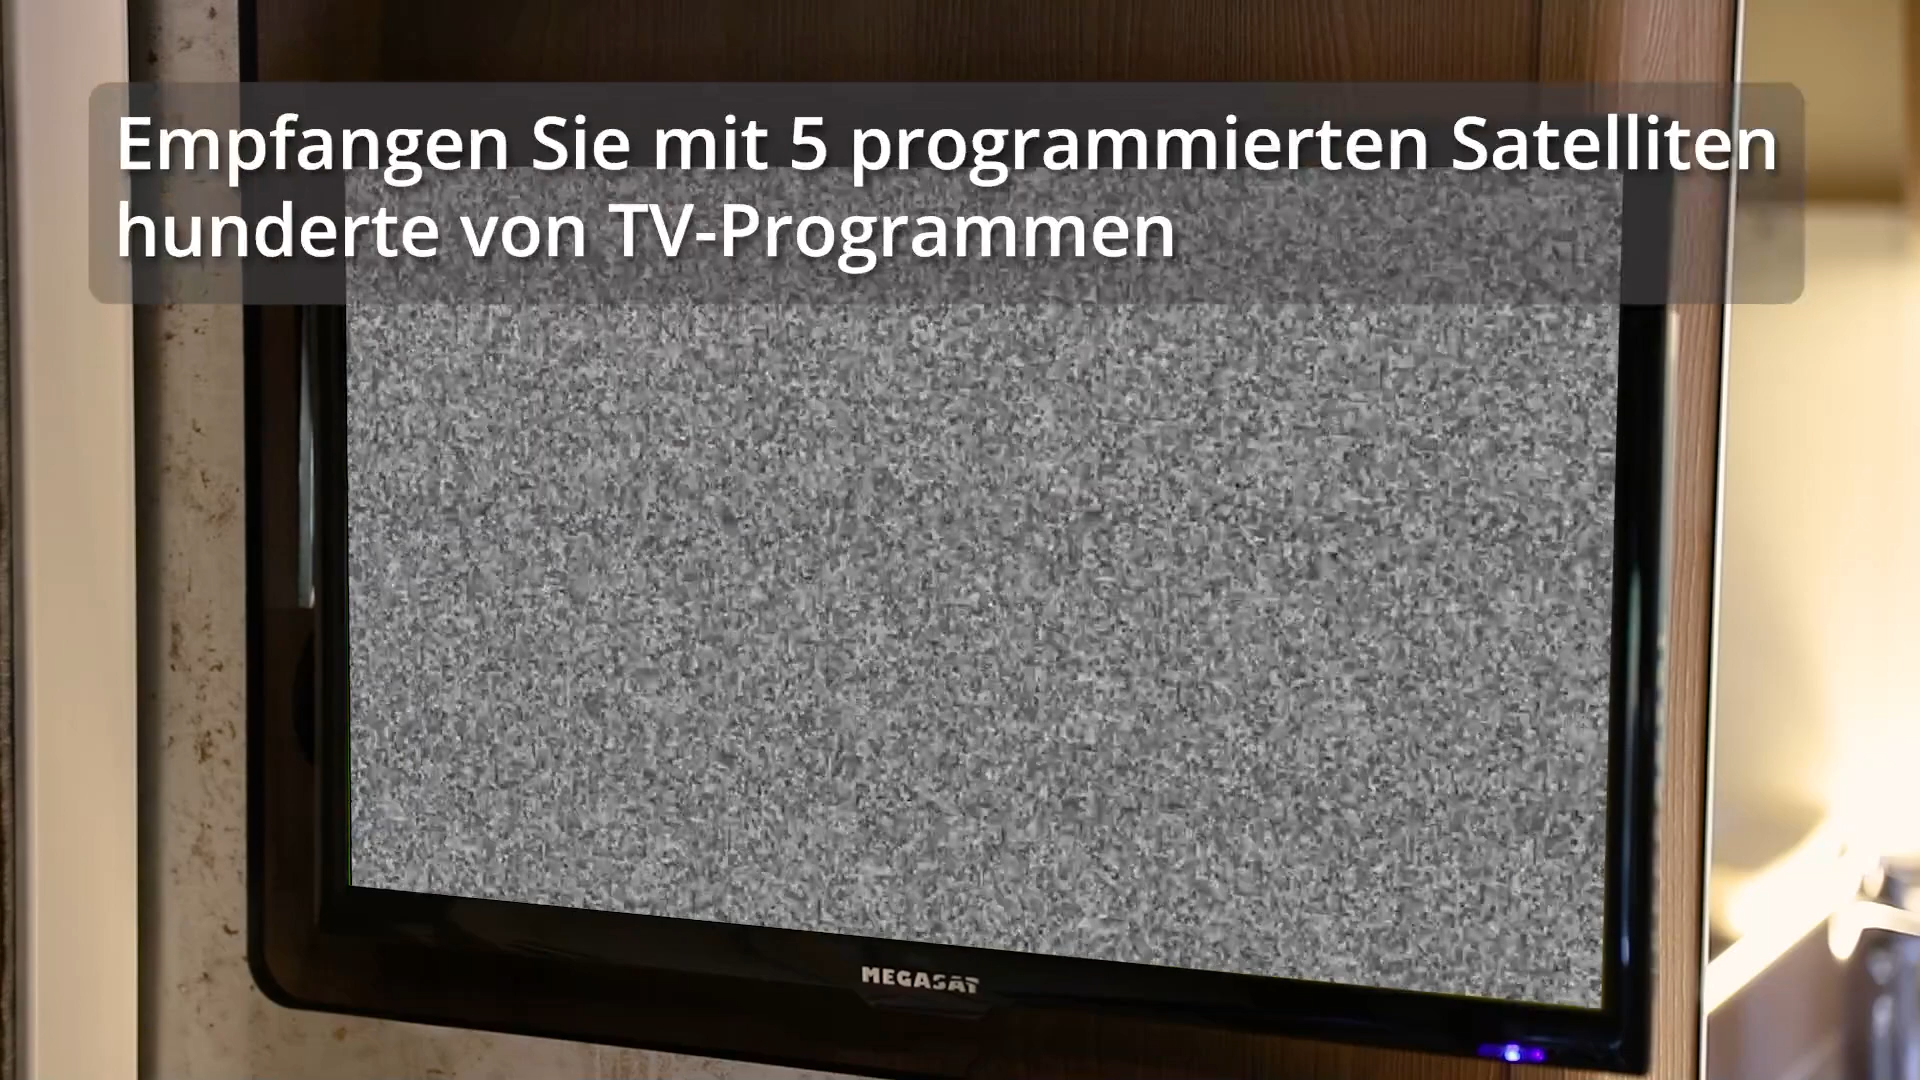 Empfangen Sie mit 5 programmierten Satelliten
hunderte von TV-Programmen
MEGASAT